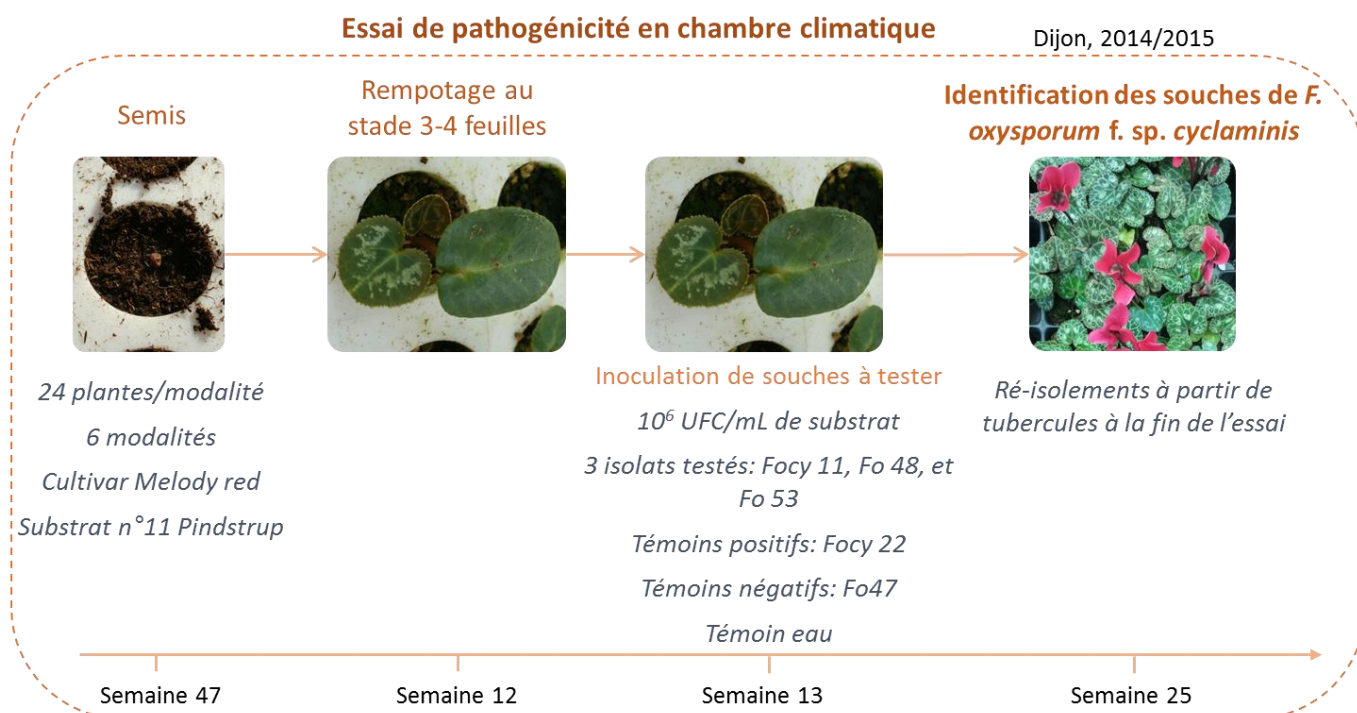 Essai de pathogénicité en chambre climatique
Dijon, 2014/2015
Semis
Rempotage au
stade 3-4 feuilles
Identification des souches de F.
oxysporum f. sp. cyclaminis
24 plantes/modalité
6 modalités
Cultivar Melody red
Substrat n°11 Pindstrup
Inoculation de souches à tester
10⁶ UFC/mL de substrat
3 isolats testés: Focy 11, Fo 48, et
Fo 53
Témoins positifs: Focy 22
Témoins négatifs: Fo47
Témoin eau
Ré-isolements à partir de
tubercules à la fin de l’essai
Semaine 47
Semaine 12
Semaine 13
Semaine 25